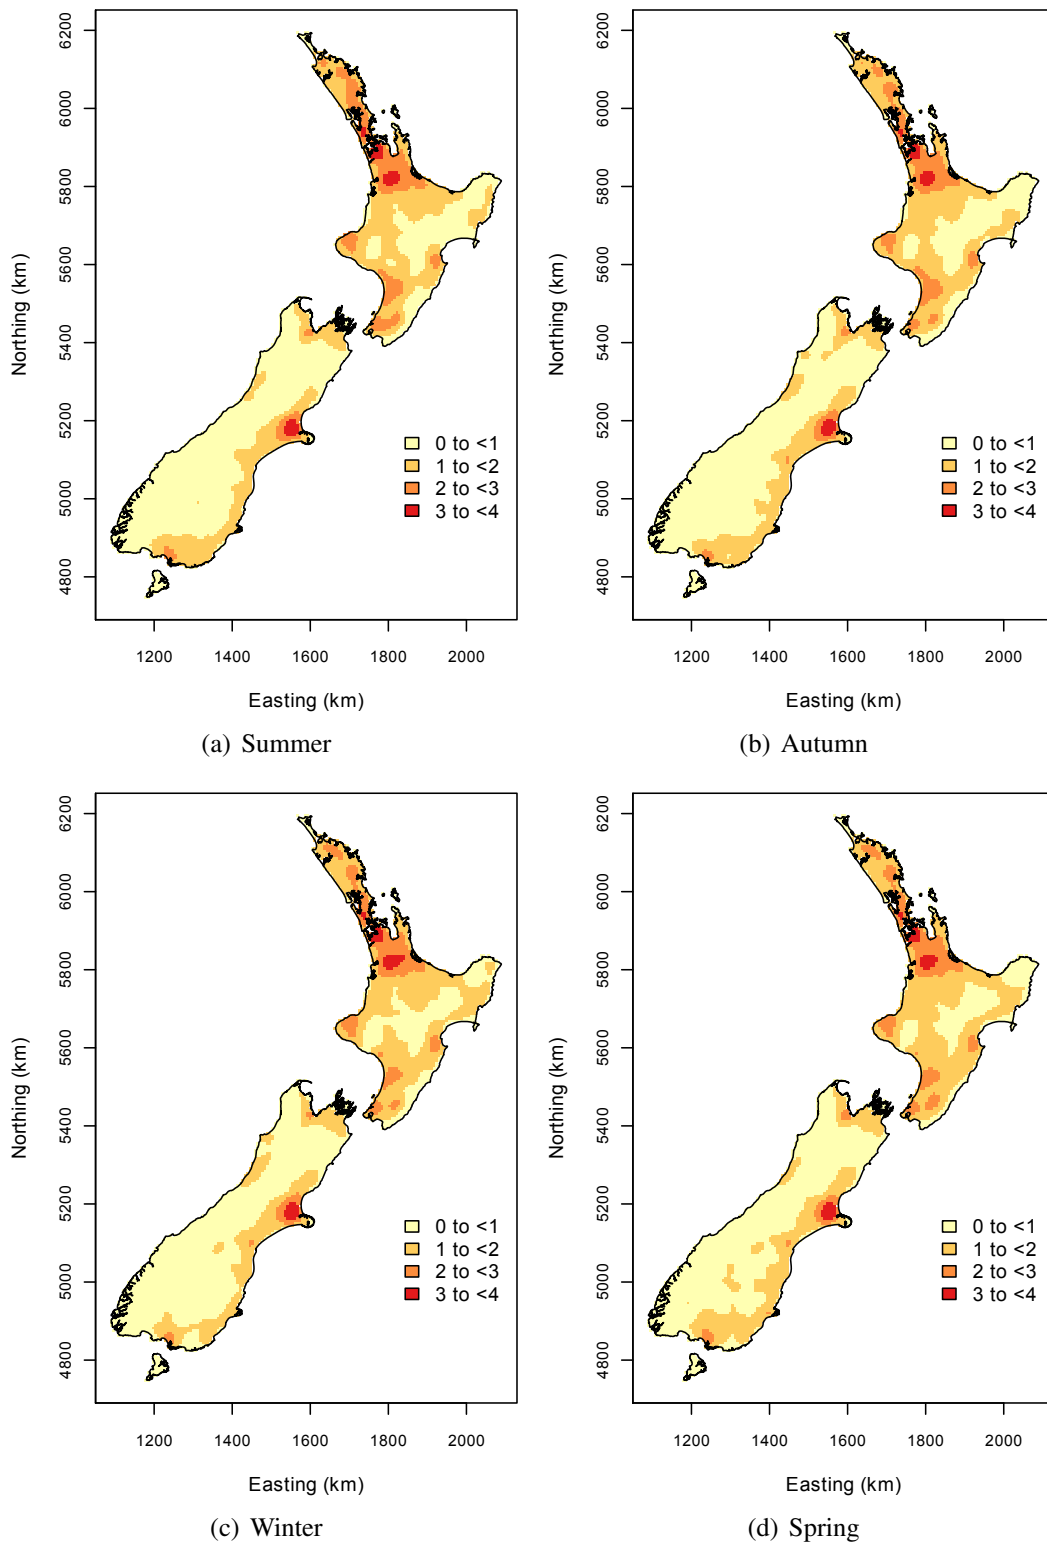 6200
6000
5800
5600
5400
5200
5000
4800
Northing (km)
0 to <1
1 to <2
2 to <3
3 to <4
1200 1400 1600 1800 2000
Easting (km)
(a) Summer
6200
6000
5800
5600
5400
5200
5000
4800
Northing (km)
0 to <1
1 to <2
2 to <3
3 to <4
1200 1400 1600 1800 2000
Easting (km)
(b) Autumn
6200
6000
5800
5600
5400
5200
5000
4800
Northing (km)
0 to <1
1 to <2
2 to <3
3 to <4
1200 1400 1600 1800 2000
Easting (km)
(c) Winter
6200
6000
5800
5600
5400
5200
5000
4800
Northing (km)
0 to <1
1 to <2
2 to <3
3 to <4
1200 1400 1600 1800 2000
Easting (km)
(d) Spring